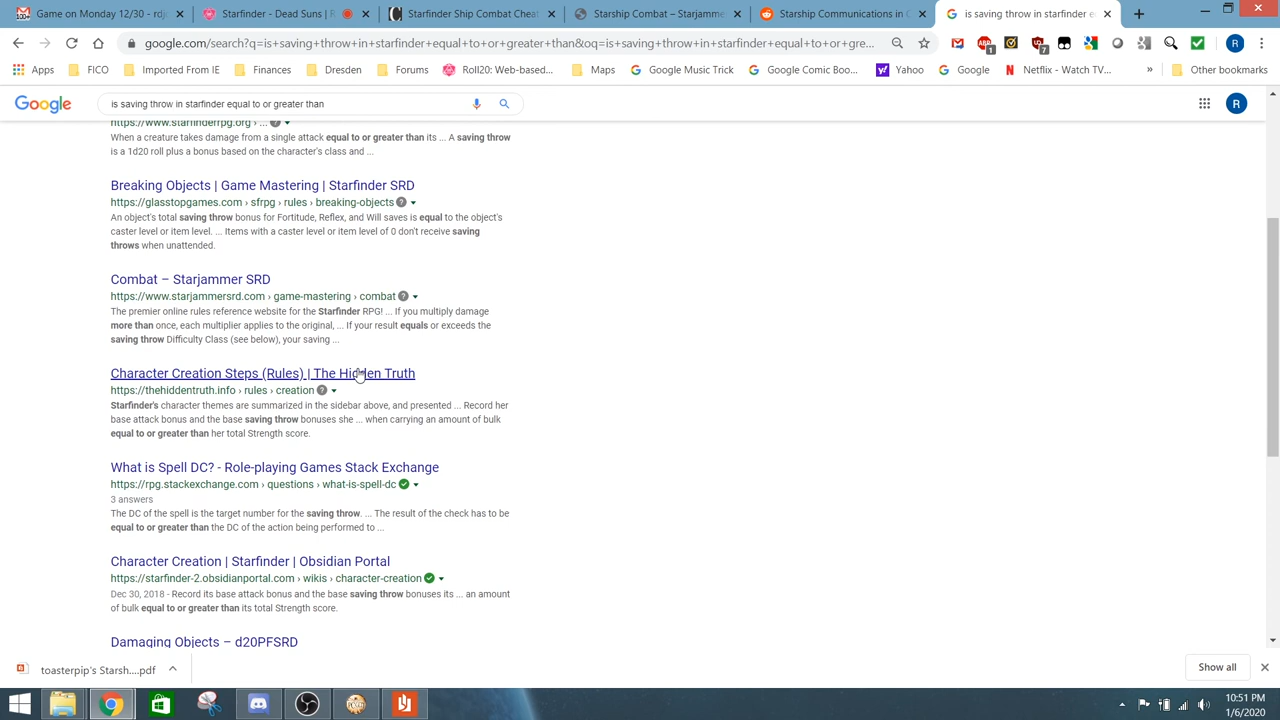 Game on Monday 12/30 - rdj
Starfinder - Dead Suns | R
Starfinder Ship Combat Cheat
Starship Combat – Starjamme
Starship Communications in C
is saving throw in starfinder e
google.com/search?q=is+saving+throw+in+starfinder+equal+to+or+greater+than&oq=is+saving+throw+in+starfinder+equal+to+or+gre...
Apps
FICO
Imported From IE
Finances
Dresden
Forums
Roll20: Web-based...
Maps
Google Music Trick
Google Comic Boo...
Yahoo
Google
Netflix - Watch TV...
»
Other bookmarks
Google
is saving throw in starfinder equal to or greater than
R
https://www.starfinderrpg.org › ...
When a creature takes damage from a single attack equal to or greater than its ... A saving throw
is a 1d20 roll plus a bonus based on the character's class and ...
Breaking Objects | Game Mastering | Starfinder SRD
https://glasstopgames.com › sfrpg › rules › breaking-objects
An object's total saving throw bonus for Fortitude, Reflex, and Will saves is equal to the object's
caster level or item level. ... Items with a caster level or item level of 0 don't receive saving
throws when unattended.
Combat – Starjammer SRD
https://www.starjammersrd.com › game-mastering › combat
The premier online rules reference website for the Starfinder RPG! ... If you multiply damage
more than once, each multiplier applies to the original, ... If your result equals or exceeds the
saving throw Difficulty Class (see below), your saving ...
Character Creation Steps (Rules) | The Hidden Truth
https://thehiddentruth.info › rules › creation
Starfinder's character themes are summarized in the sidebar above, and presented ... Record her
base attack bonus and the base saving throw bonuses she ... when carrying an amount of bulk
equal to or greater than her total Strength score.
What is Spell DC? - Role-playing Games Stack Exchange
https://rpg.stackexchange.com › questions › what-is-spell-dc
3 answers
The DC of the spell is the target number for the saving throw. ... The result of the check has to be
equal to or greater than the DC of the action being performed to ...
Character Creation | Starfinder | Obsidian Portal
https://starfinder-2.obsidianportal.com › wikis › character-creation
Dec 30, 2018 - Record its base attack bonus and the base saving throw bonuses its ... an amount
of bulk equal to or greater than its total Strength score.
Damaging Objects – d20PFSRD
toasterpip's Starsh....pdf
Show all
10:51 PM
1/6/2020